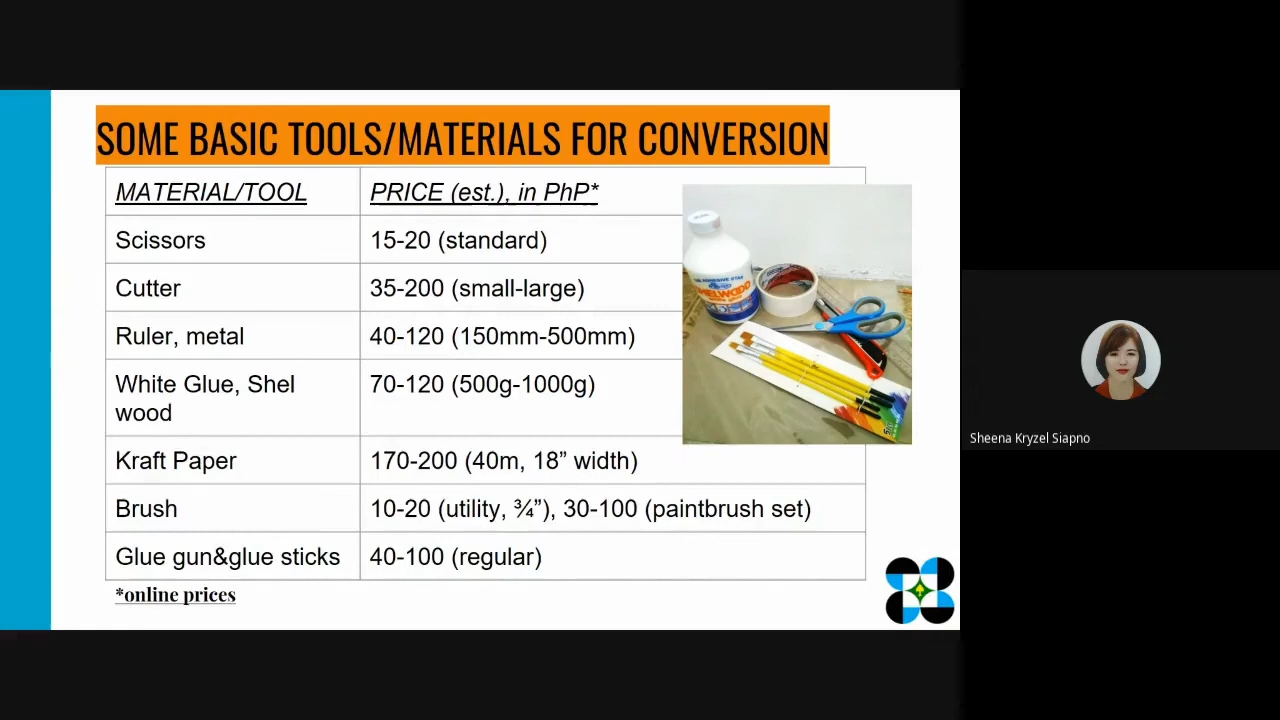 SOME BASIC TOOLS/MATERIALS FOR CONVERSION
MATERIAL/TOOL PRICE (est.), in PhP*
Scissors 15-20 (standard)
Cutter 35-200 (small-large)
Ruler, metal 40-120 (150mm-500mm)
White Glue, Shel 70-120 (500g-1000g)
wood
Kraft Paper 170-200 (40m, 18” width)
Brush 10-20 (utility, ¾”), 30-100 (paintbrush set)
Glue gun&glue sticks 40-100 (regular)
*online prices
Sheena Kryzel Siapno